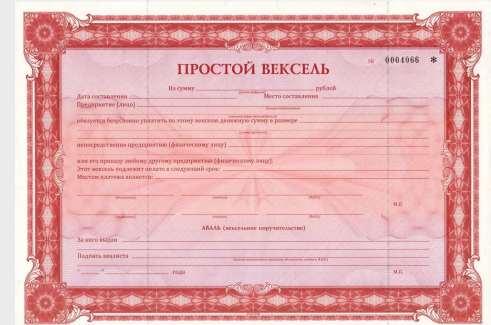 ПРОСТОЙ ВЕКСЕЛЬ
№ 0004066 *
На сумму рублей
Дата составления Место составления
Предприятие (лицо)
обязуется безусловно уплатить по этому векселю денежную сумму в размере
непосредственно предприятию (физическому лицу)
или его приказу любому другому предприятию (физическому лицу).
Этот вексель подлежит оплате в следующий срок:
Местом платежа является:
М.П.
АВАЛЬ (вексельное поручительство)
За кого выдан
Подпись авалиста
" " года М.П.